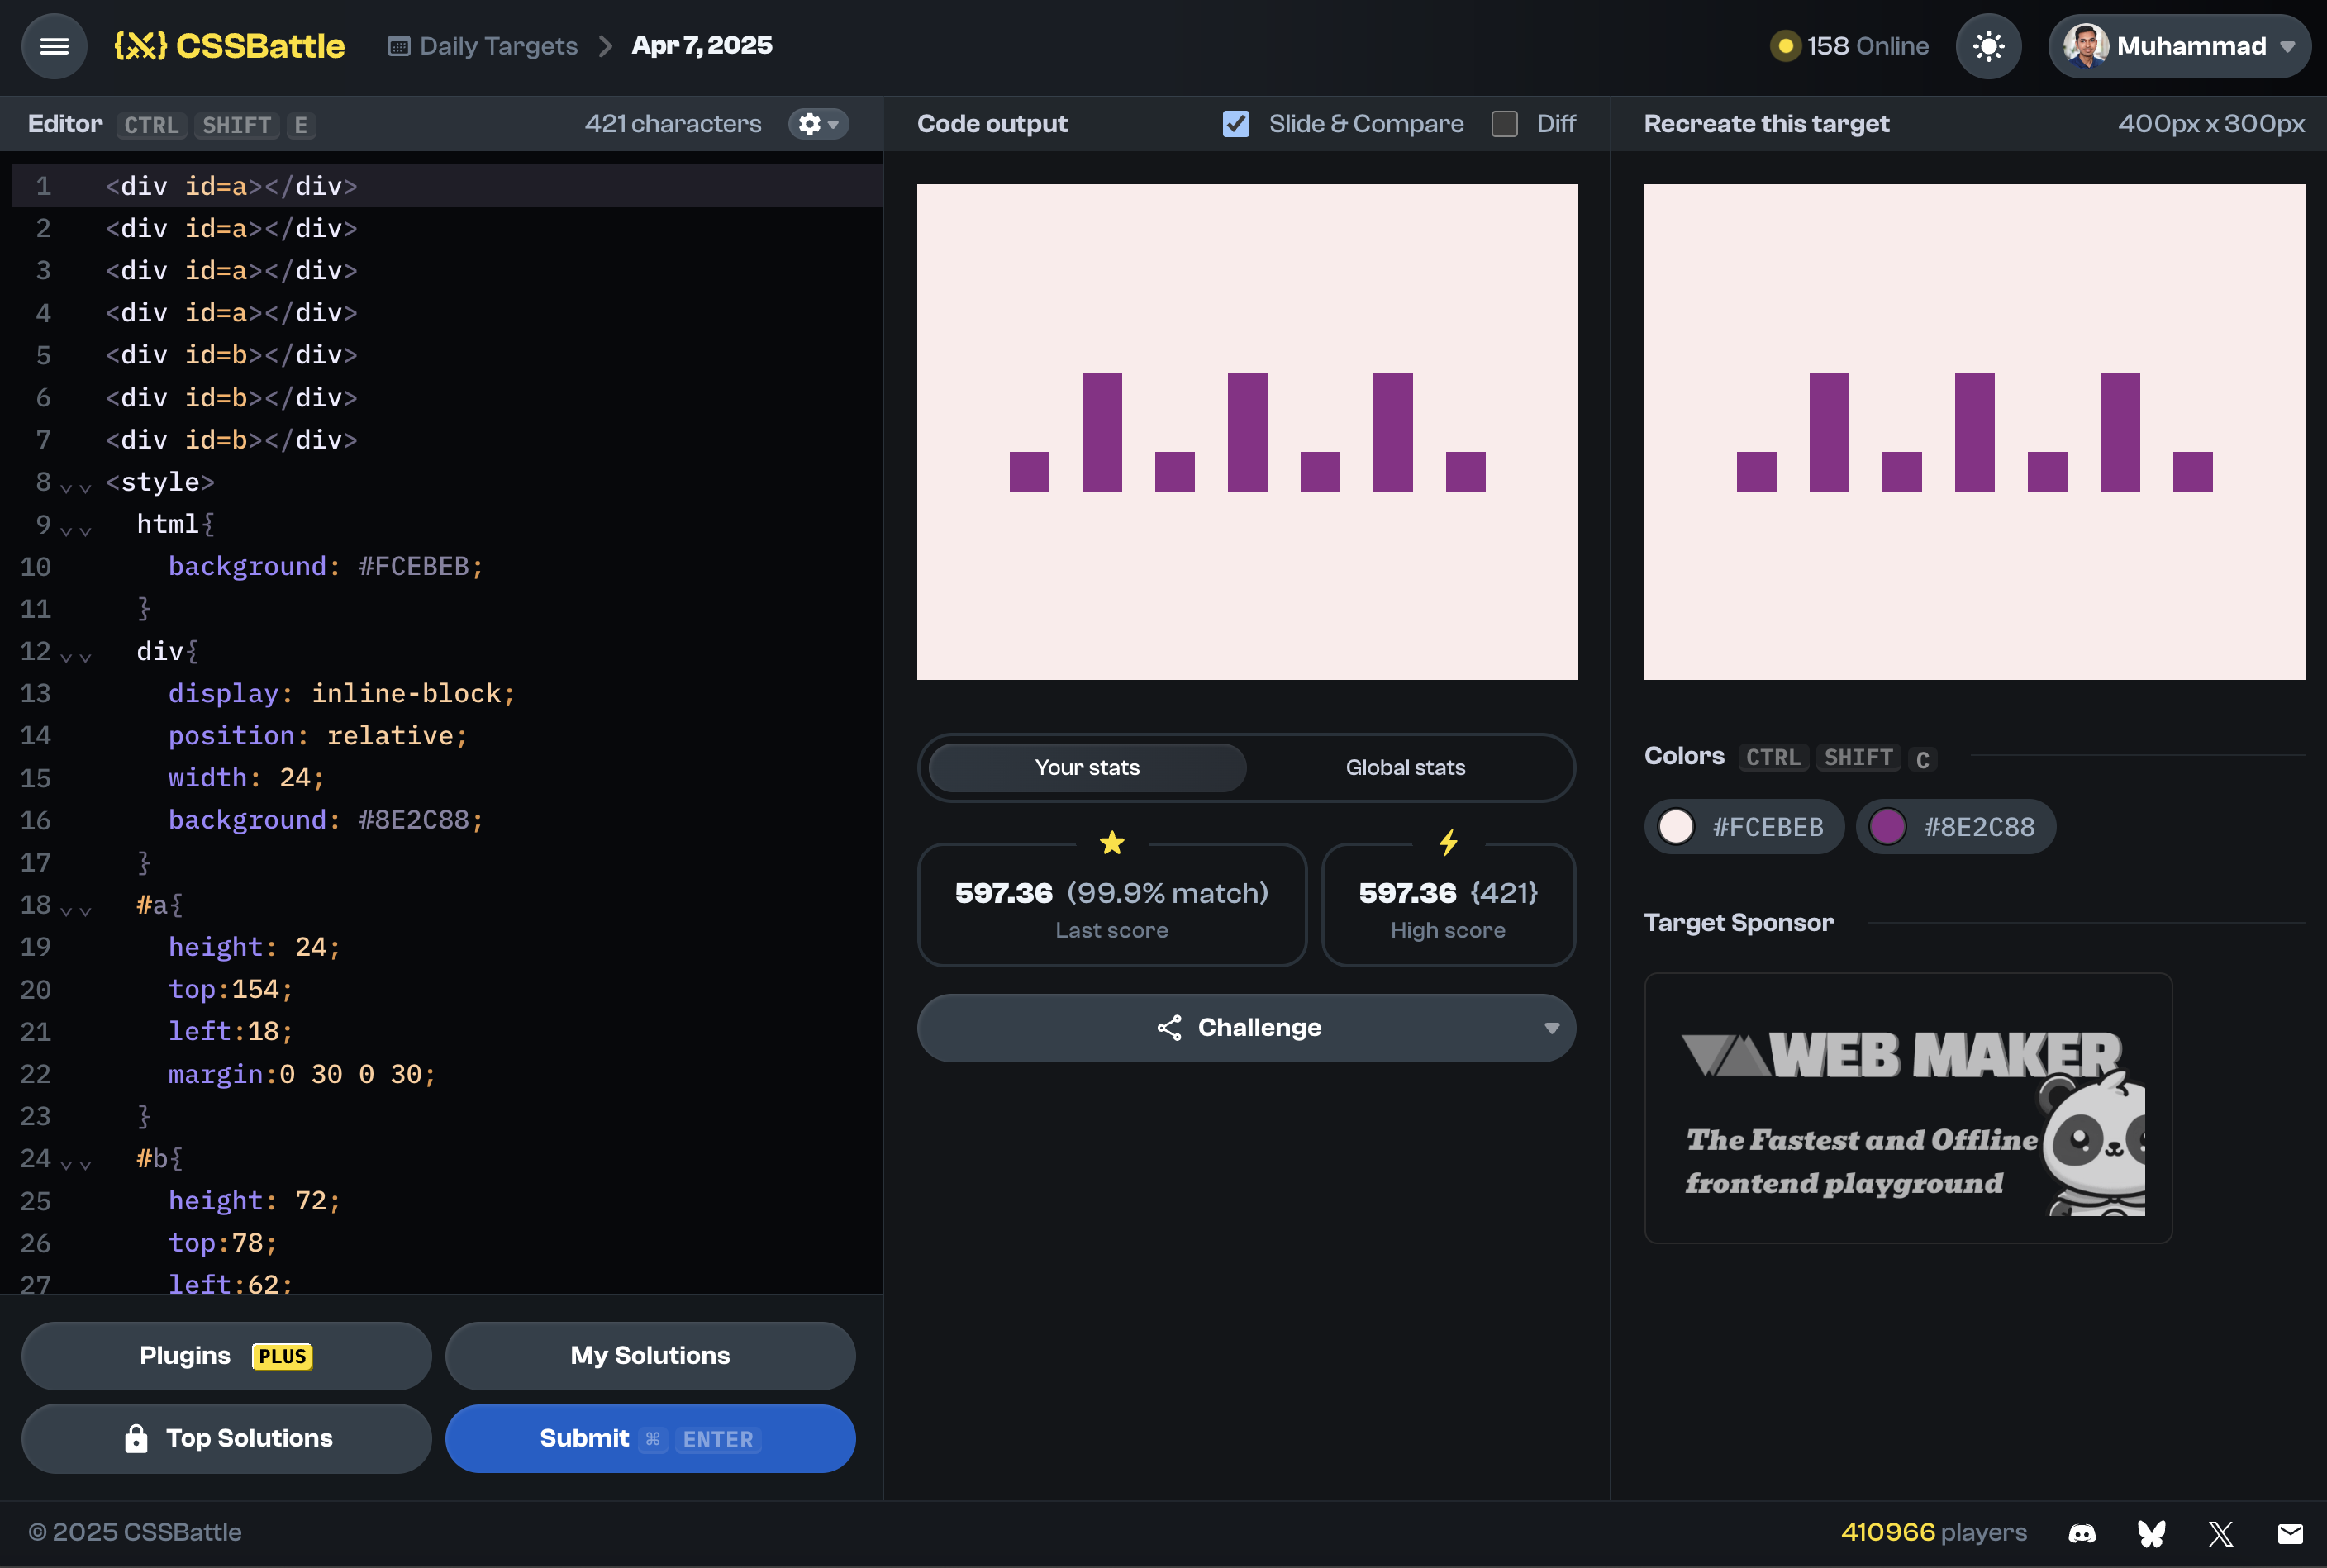 {X} CSSBattle
Daily Targets
Apr 7, 2025
158 Online
Muhammad
Editor CTRL SHIFT E
421 characters
1 <div id=a></div>
2 <div id=a></div>
3 <div id=a></div>
4 <div id=a></div>
5 <div id=b></div>
6 <div id=b></div>
7 <div id=b></div>
8 <style>
9 html{
10 background: #FCEBEB;
11 }
12 div{
13 display: inline-block;
14 position: relative;
15 width: 24;
16 background: #8E2C88;
17 }
18 #a{
19 height: 24;
20 top:154;
21 left:18;
22 margin:0 30 0 30;
23 }
24 #b{
25 height: 72;
26 top:78;
27 left:62;
Plugins PLUS
My Solutions
Top Solutions
Submit ⌘ ENTER
Code output
Slide & Compare
Diff
Your stats
Global stats
597.36 (99.9% match)
Last score
597.36 {421}
High score
Challenge
Recreate this target
400px x 300px
Colors CTRL SHIFT C
#FCEBEB
#8E2C88
Target Sponsor
WEB MAKER
The Fastest and Offline
frontend playground
© 2025 CSSBattle
410966 players